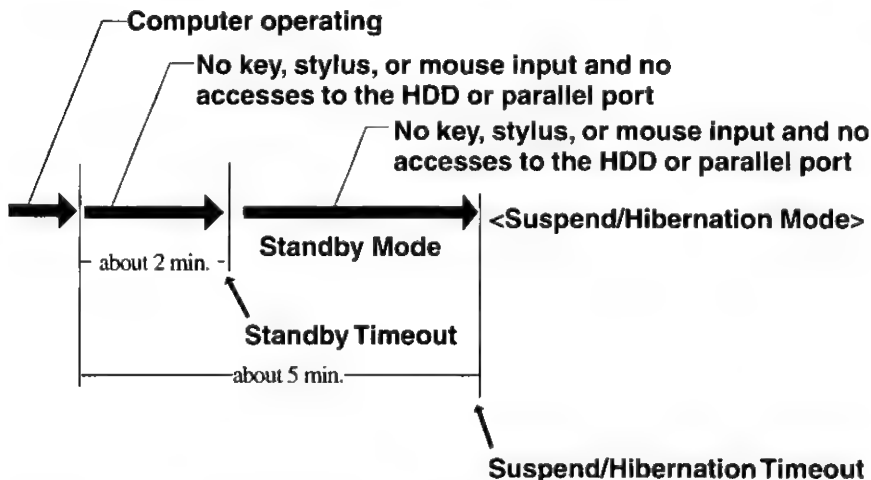 Computer operating
No key, stylus, or mouse input and no
accesses to the HDD or parallel port
No key, stylus, or mouse input and no
accesses to the HDD or parallel port
<Suspend/Hibernation Mode>
Standby Mode
about 2 min.
Standby Timeout
about 5 min.
Suspend/Hibernation Timeout